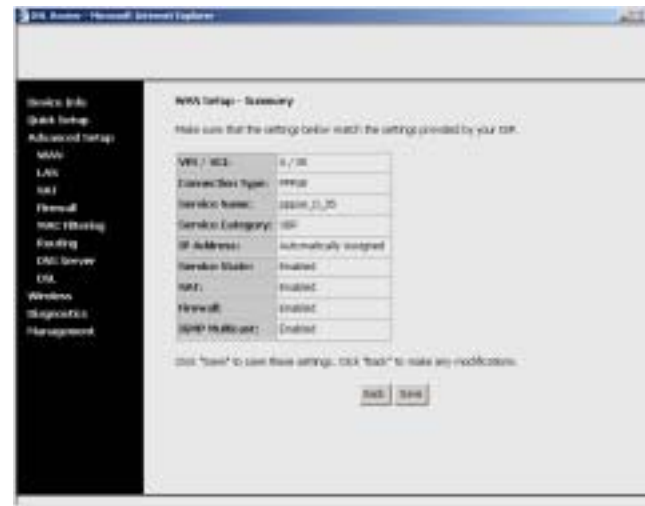 DSL Router - Microsoft Internet Explorer
Device Info
Quick Setup
Advanced Setup
WAN
LAN
NAT
Firewall
MAC Filtering
Routing
DNS Server
DSL
Wireless
Diagnostics
Management
WAN Setup - Summary
Make sure that the settings below match the settings provided by your ISP.
VPI / VCI: 0 / 35
Connection Type: PPPoE
Service Name: pppoe_0_35
Service Category: UBR
IP Address: Automatically Assigned
Service State: Enabled
NAT: Enabled
Firewall: Enabled
IGMP Multicast: Enabled
Click "Save" to save these settings. Click "Back" to make any modifications.
Back Save